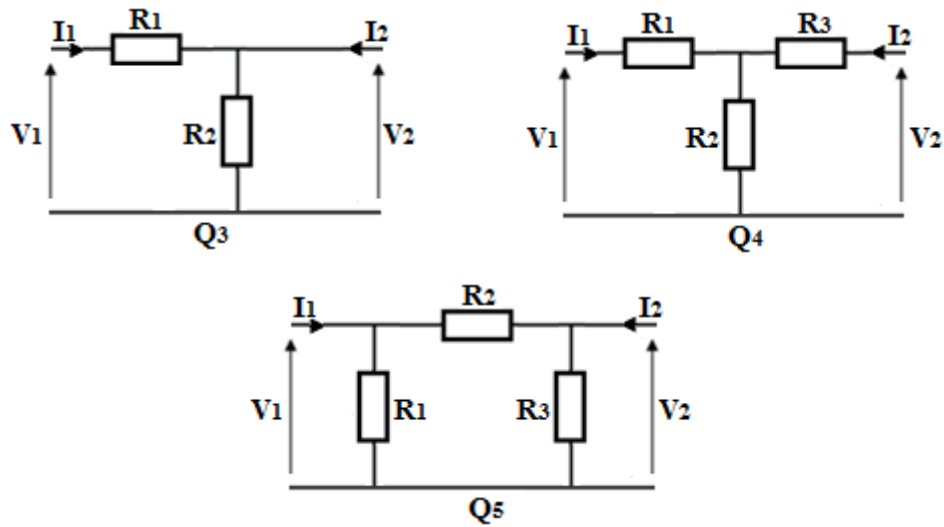 I1 R1 I2
V1 R2 V2
Q3
I1 R1 R3 I2
V1 R2 V2
Q4
I1 R2 I2
V1 R1 R3 V2
Q5